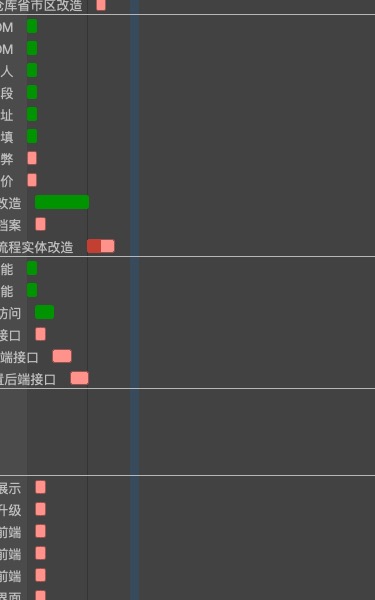 仓库省市区改造
OM
OM
人
段
址
填
弊
价
改造
档案
流程实体改造
能
能
访问
接口
端接口
置后端接口
展示
升级
前端
前端
前端
界面